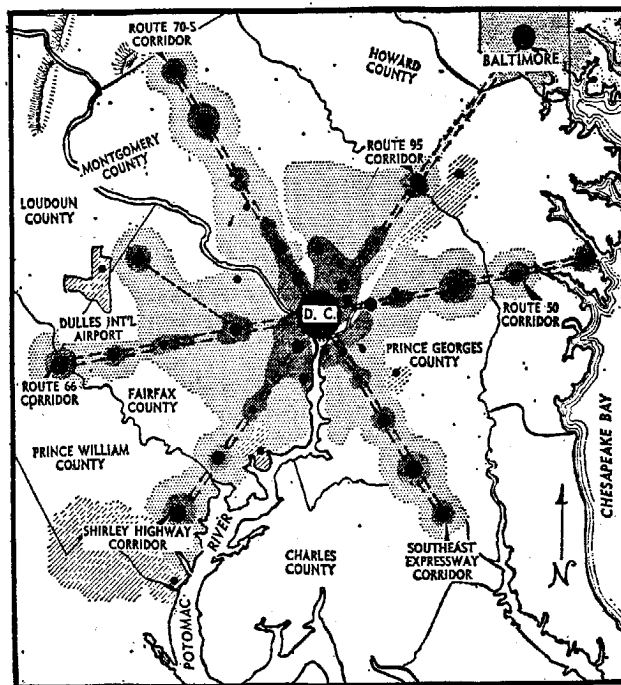 ROUTE 70-S
CORRIDOR
HOWARD
COUNTY
BALTIMORE
MONTGOMERY
COUNTY
ROUTE 95
CORRIDOR
LOUDOUN
COUNTY
D. C.
DULLES INT'L
AIRPORT
ROUTE 50
CORRIDOR
PRINCE GEORGES
COUNTY
ROUTE 66
CORRIDOR
FAIRFAX
COUNTY
CHESAPEAKE BAY
PRINCE WILLIAM
COUNTY
SHIRLEY HIGHWAY
CORRIDOR
POTOMAC RIVER
CHARLES
COUNTY
SOUTHEAST
EXPRESSWAY
CORRIDOR
N